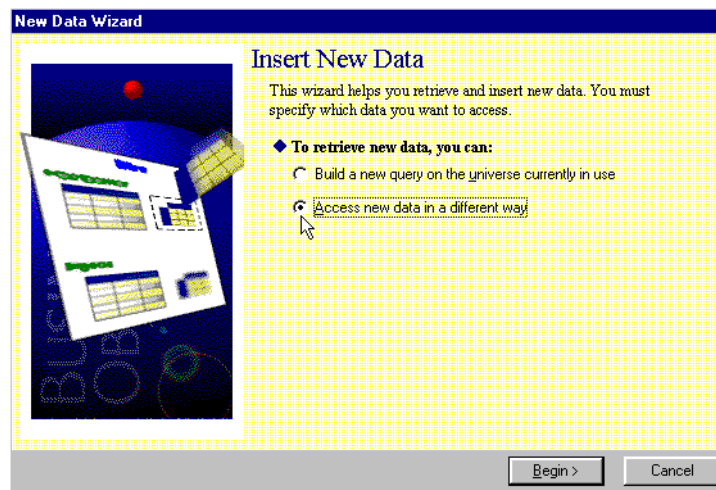 New Data Wizard
Insert New Data
This wizard helps you retrieve and insert new data. You must
specify which data you want to access.
To retrieve new data, you can:
Build a new query on the universe currently in use
Access new data in a different way
Begin >
Cancel